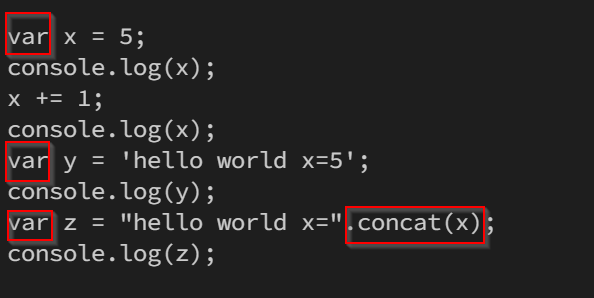 var x = 5;
console.log(x);
x += 1;
console.log(x);
var y = 'hello world x=5';
console.log(y);
var z = "hello world x=".concat(x);
console.log(z);